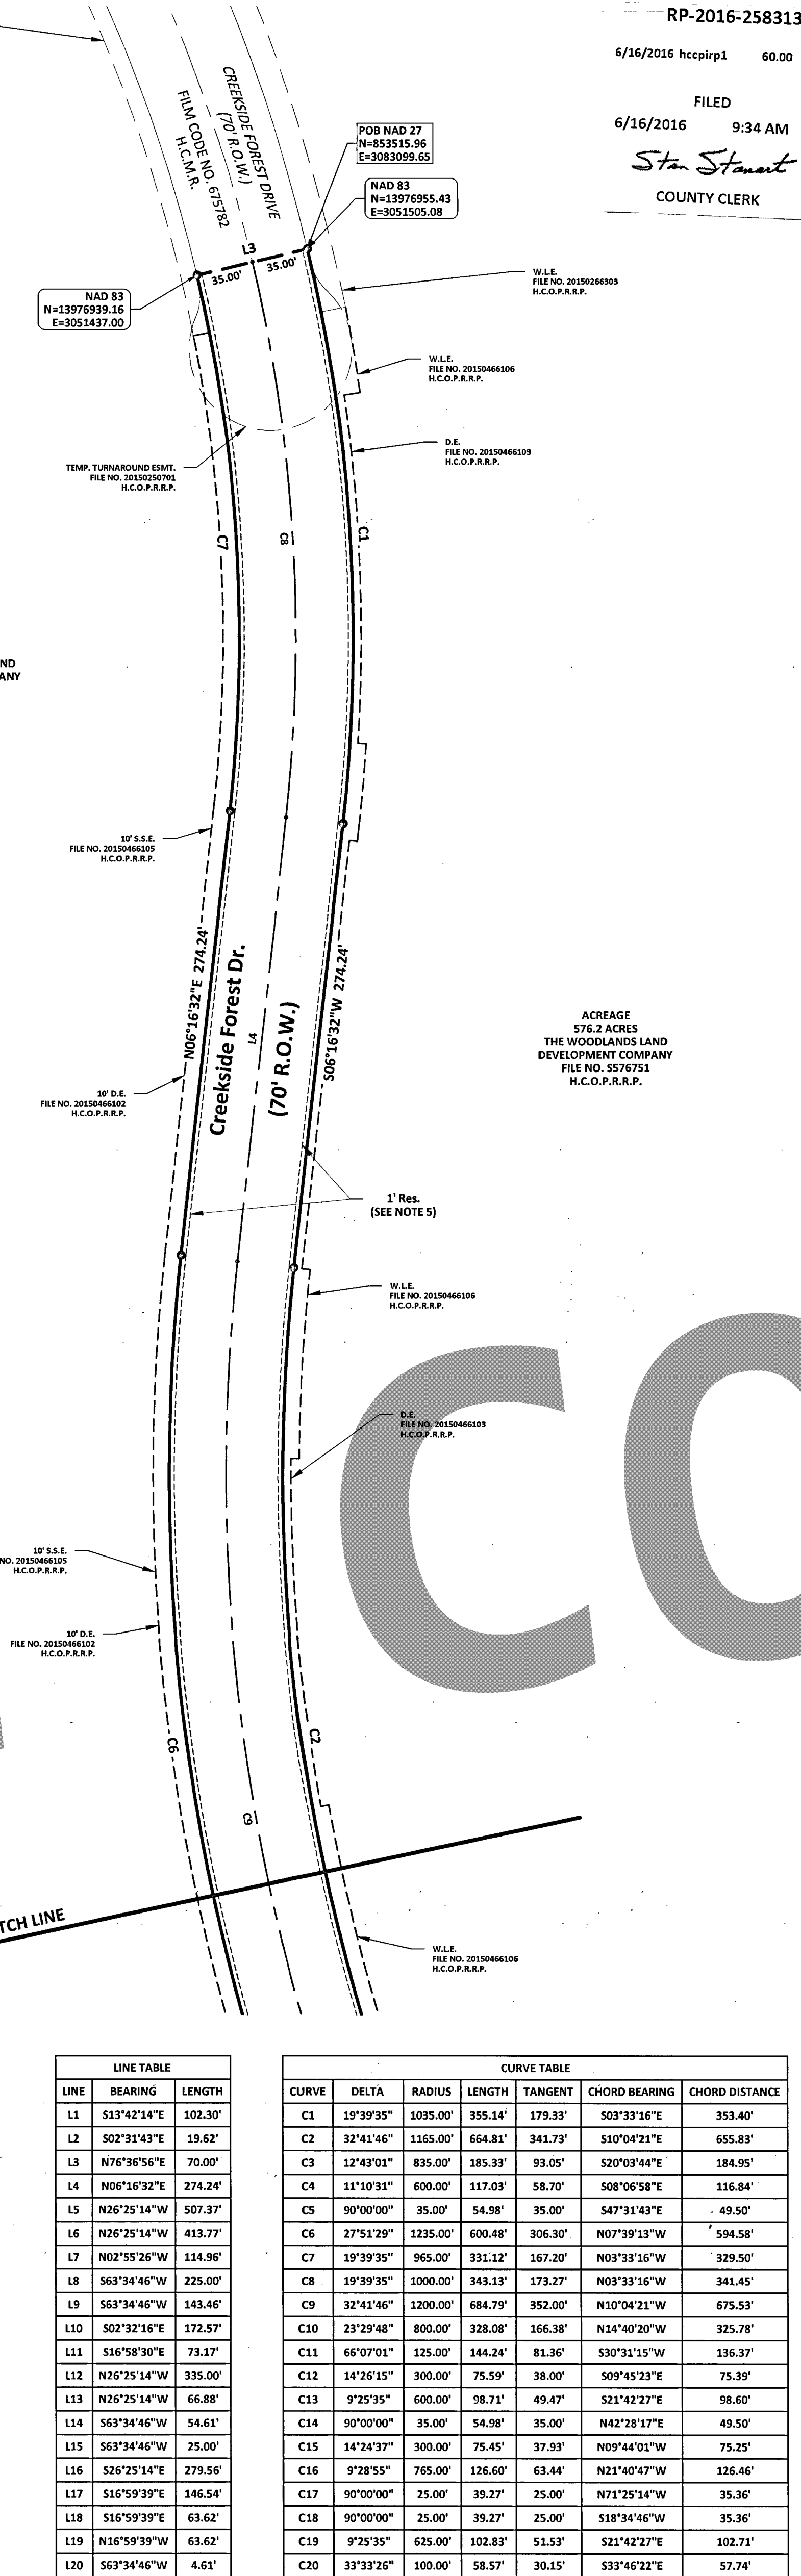 RP-2016-258313
6/16/2016 hccpirp1 60.00
FILED
6/16/2016 9:34 AM
Stan Stanart
COUNTY CLERK
CREEKSIDE FOREST DRIVE
(70' R.O.W.)
FILM CODE NO. 675782
H.C.M.R.
POB NAD 27
N=853515.96
E=3083099.65
NAD 83
N=13976955.43
E=3051505.08
L3
35.00' 35.00'
NAD 83
N=13976939.16
E=3051437.00
W.L.E.
FILE NO. 20150266303
H.C.O.P.R.R.P.
W.L.E.
FILE NO. 20150466106
H.C.O.P.R.R.P.
D.E.
FILE NO. 20150466103
H.C.O.P.R.R.P.
TEMP. TURNAROUND ESMT.
FILE NO. 20150250701
H.C.O.P.R.R.P.
C7
C8
C1
ND
ANY
10' S.S.E.
FILE NO. 20150466105
H.C.O.P.R.R.P.
N06°16'32"E 274.24'
Creekside Forest Dr.
L4
(70' R.O.W.)
S06°16'32"W 274.24'
ACREAGE
576.2 ACRES
THE WOODLANDS LAND
DEVELOPMENT COMPANY
FILE NO. S576751
H.C.O.P.R.R.P.
10' D.E.
FILE NO. 20150466102
H.C.O.P.R.R.P.
1' Res.
(SEE NOTE 5)
W.L.E.
FILE NO. 20150466106
H.C.O.P.R.R.P.
CO
D.E.
FILE NO. 20150466103
H.C.O.P.R.R.P.
10' S.S.E.
NO. 20150466105
H.C.O.P.R.R.P.
10' D.E.
FILE NO. 20150466102
H.C.O.P.R.R.P.
C6
C2
C9
TCH LINE
W.L.E.
FILE NO. 20150466106
H.C.O.P.R.R.P.
LINE TABLE
LINE BEARING LENGTH
L1 S13°42'14"E 102.30'
L2 S02°31'43"E 19.62'
L3 N76°36'56"E 70.00'
L4 N06°16'32"E 274.24'
L5 N26°25'14"W 507.37'
L6 N26°25'14"W 413.77'
L7 N02°55'26"W 114.96'
L8 S63°34'46"W 225.00'
L9 S63°34'46"W 143.46'
L10 S02°32'16"E 172.57'
L11 S16°58'30"E 73.17'
L12 N26°25'14"W 335.00'
L13 N26°25'14"W 66.88'
L14 S63°34'46"W 54.61'
L15 S63°34'46"W 25.00'
L16 S26°25'14"E 279.56'
L17 S16°59'39"E 146.54'
L18 S16°59'39"E 63.62'
L19 N16°59'39"W 63.62'
L20 S63°34'46"W 4.61'
CURVE TABLE
CURVE DELTA RADIUS LENGTH TANGENT CHORD BEARING CHORD DISTANCE
C1 19°39'35" 1035.00' 355.14' 179.33' S03°33'16"E 353.40'
C2 32°41'46" 1165.00' 664.81' 341.73' S10°04'21"E 655.83'
C3 12°43'01" 835.00' 185.33' 93.05' S20°03'44"E 184.95'
C4 11°10'31" 600.00' 117.03' 58.70' S08°06'58"E 116.84'
C5 90°00'00" 35.00' 54.98' 35.00' S47°31'43"E 49.50'
C6 27°51'29" 1235.00' 600.48' 306.30' N07°39'13"W 594.58'
C7 19°39'35" 965.00' 331.12' 167.20' N03°33'16"W 329.50'
C8 19°39'35" 1000.00' 343.13' 173.27' N03°33'16"W 341.45'
C9 32°41'46" 1200.00' 684.79' 352.00' N10°04'21"W 675.53'
C10 23°29'48" 800.00' 328.08' 166.38' N14°40'20"W 325.78'
C11 66°07'01" 125.00' 144.24' 81.36' S30°31'15"W 136.37'
C12 14°26'15" 300.00' 75.59' 38.00' S09°45'23"E 75.39'
C13 9°25'35" 600.00' 98.71' 49.47' S21°42'27"E 98.60'
C14 90°00'00" 35.00' 54.98' 35.00' N42°28'17"E 49.50'
C15 14°24'37" 300.00' 75.45' 37.93' N09°44'01"W 75.25'
C16 9°28'55" 765.00' 126.60' 63.44' N21°40'47"W 126.46'
C17 90°00'00" 25.00' 39.27' 25.00' N71°25'14"W 35.36'
C18 90°00'00" 25.00' 39.27' 25.00' S18°34'46"W 35.36'
C19 9°25'35" 625.00' 102.83' 51.53' S21°42'27"E 102.71'
C20 33°33'26" 100.00' 58.57' 30.15' S33°46'22"E 57.74'